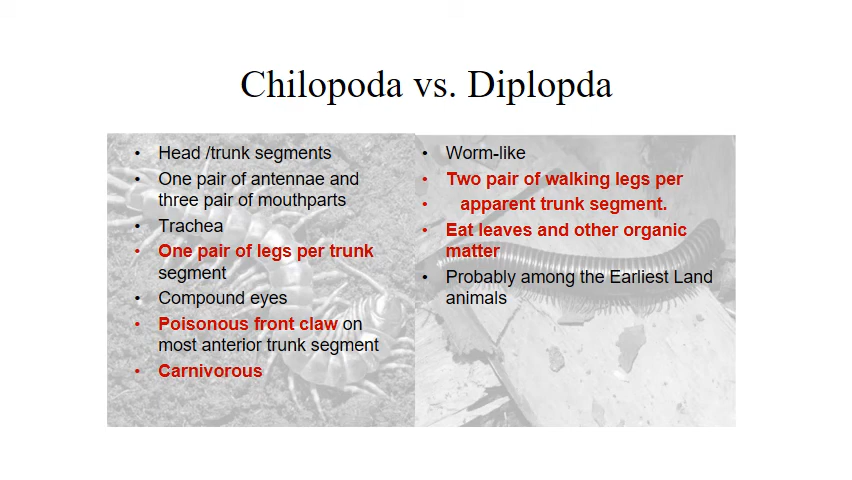 Chilopoda vs. Diplopda
• Head /trunk segments
• One pair of antennae and
three pair of mouthparts
• Trachea
• One pair of legs per trunk
segment
• Compound eyes
• Poisonous front claw on
most anterior trunk segment
• Carnivorous
• Worm-like
• Two pair of walking legs per
• apparent trunk segment.
• Eat leaves and other organic
matter
• Probably among the Earliest Land
animals